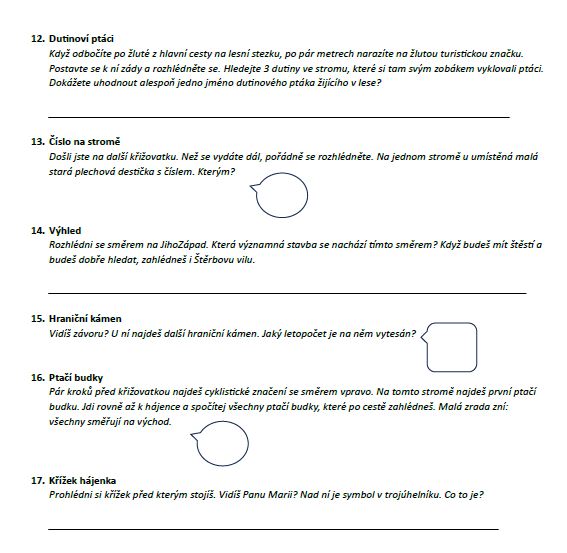 12. Dutinoví ptáci
Když odbočíte po žluté z hlavní cesty na lesní stezku, po pár metrech narazíte na žlutou turistickou značku.
Postavte se k ní zády a rozhlédněte se. Hledejte 3 dutiny ve stromu, které si tam svým zobákem vyklovali ptáci.
Dokážete uhodnout alespoň jedno jméno dutinového ptáka žijícího v lese?
13. Číslo na stromě
Došli jste na další křižovatku. Než se vydáte dál, pořádně se rozhlédněte. Na jednom stromě u umístěná malá
stará plechová destička s číslem. Kterým?
14. Výhled
Rozhlédni se směrem na JihoZápad. Která významná stavba se nachází tímto směrem? Když budeš mít štěstí a
budeš dobře hledat, zahlédneš i Štěrbovu vilu.
15. Hraniční kámen
Vidíš závoru? U ní najdeš další hraniční kámen. Jaký letopočet je na něm vytesán?
16. Ptačí budky
Pár kroků před křižovatkou najdeš cyklistické značení se směrem vpravo. Na tomto stromě najdeš první ptačí
budku. Jdi rovně až k hájence a spočítej všechny ptačí budky, které po cestě zahlédneš. Malá zrada zní:
všechny směřují na východ.
17. Křížek hájenka
Prohlédni si křížek před kterým stojíš. Vidíš Panu Marii? Nad ní je symbol v trojúhelníku. Co to je?